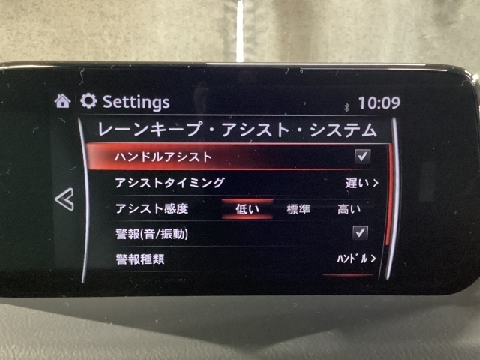 Settings 10:09
レーンキープ・アシスト・システム
ハンドルアシスト
アシストタイミング 遅い
アシスト感度 低い 標準 高い
警報(音/振動)
警報種類 ﾊﾝﾄﾞﾙ